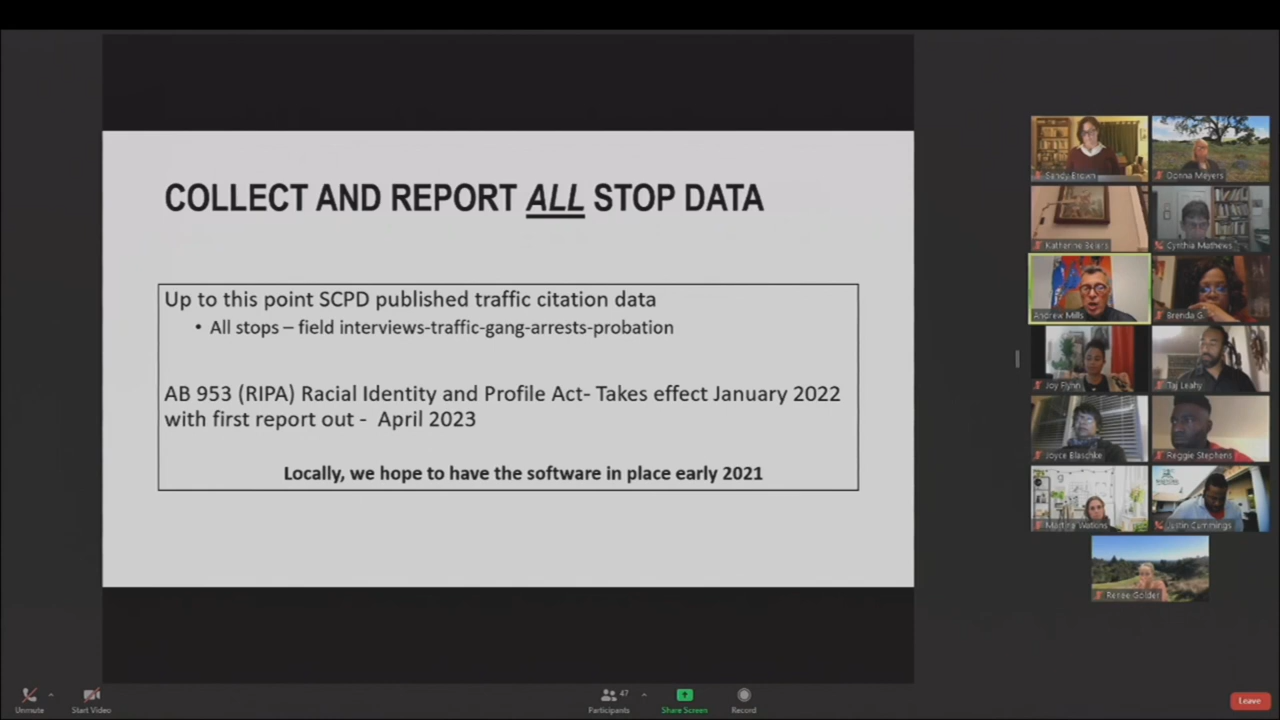 COLLECT AND REPORT ALL STOP DATA
Up to this point SCPD published traffic citation data
• All stops – field interviews-traffic-gang-arrests-probation
AB 953 (RIPA) Racial Identity and Profile Act- Takes effect January 2022
with first report out - April 2023
Locally, we hope to have the software in place early 2021
Sandy Brown
Donna Meyers
Katherine Beiers
Cynthia Mathews
Andrew Mills
Brenda G.
Joy Flynn
Taj Leahy
Joyce Blaschke
Reggie Stephens
Martine Watkins
Justin Cummings
Renee Golder
Unmute
Start Video
47
Participants
Share Screen
Record
Leave